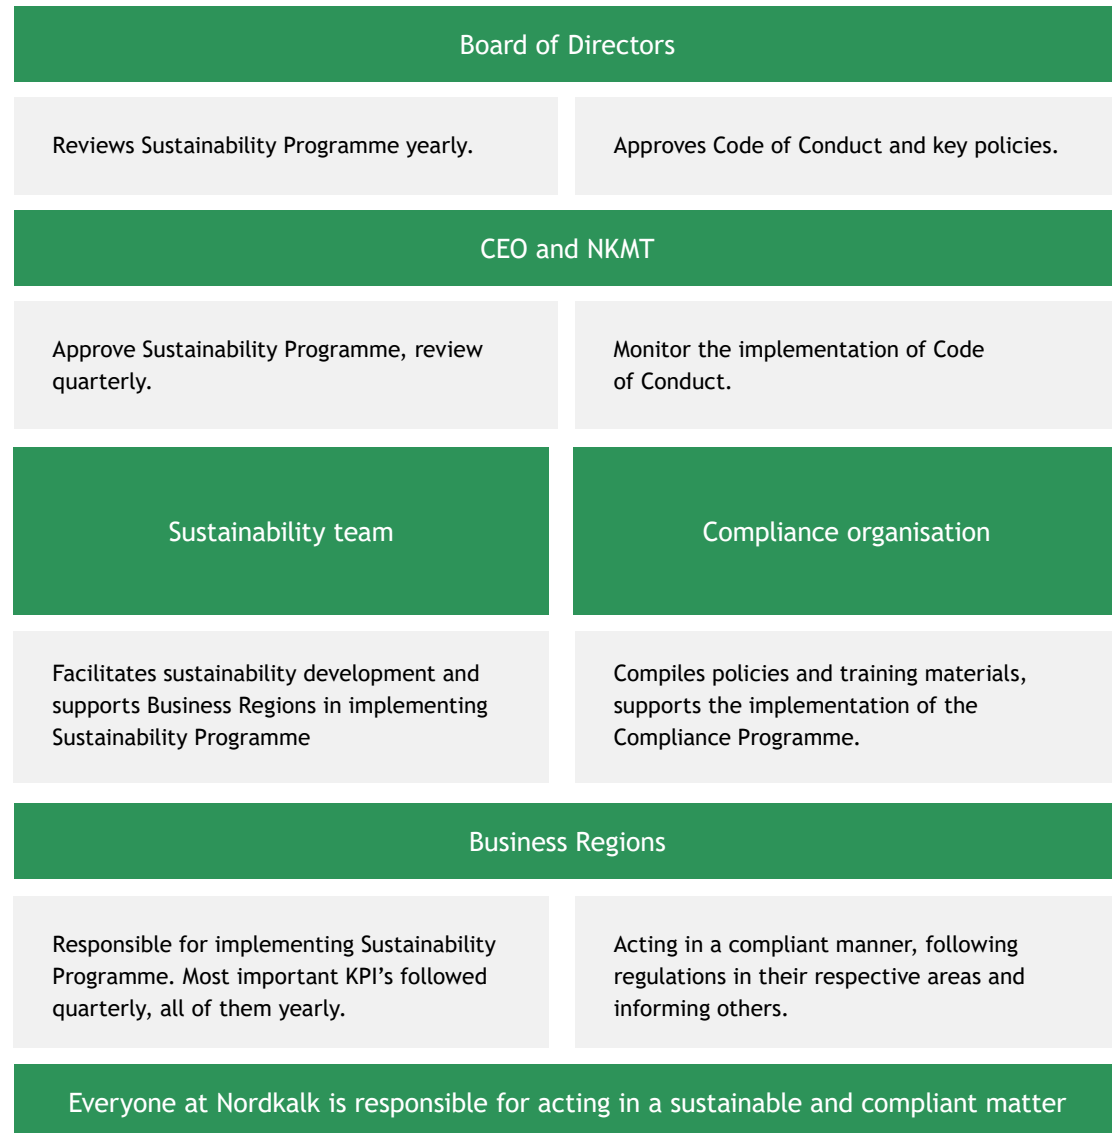 Board of Directors
Reviews Sustainability Programme yearly.
Approves Code of Conduct and key policies.
CEO and NKMT
Approve Sustainability Programme, review
quarterly.
Monitor the implementation of Code
of Conduct.
Sustainability team
Compliance organisation
Facilitates sustainability development and
supports Business Regions in implementing
Sustainability Programme
Compiles policies and training materials,
supports the implementation of the
Compliance Programme.
Business Regions
Responsible for implementing Sustainability
Programme. Most important KPI’s followed
quarterly, all of them yearly.
Acting in a compliant manner, following
regulations in their respective areas and
informing others.
Everyone at Nordkalk is responsible for acting in a sustainable and compliant matter